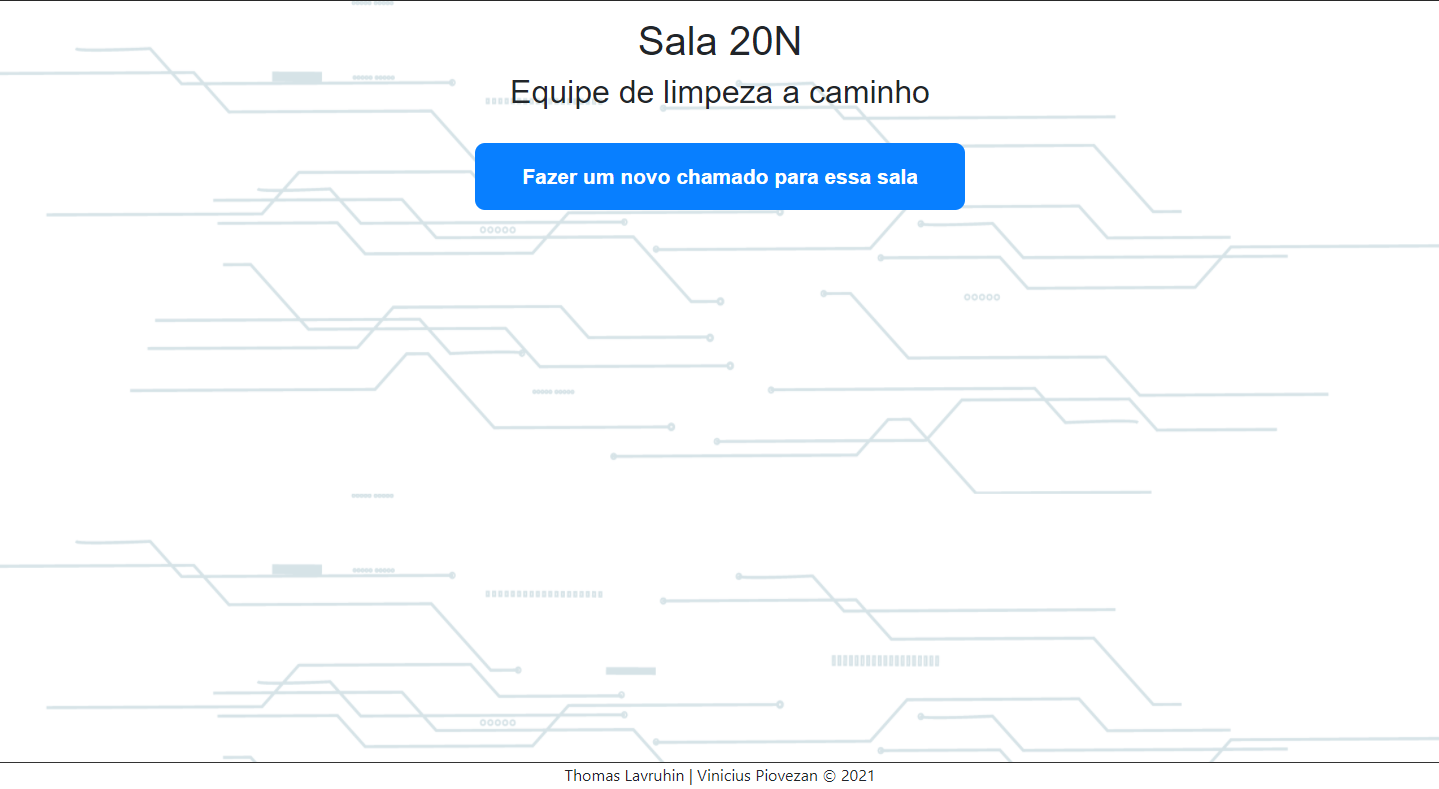 Sala 20N
Equipe de limpeza a caminho
Fazer um novo chamado para essa sala
Thomas Lavruhin | Vinicius Piovezan © 2021